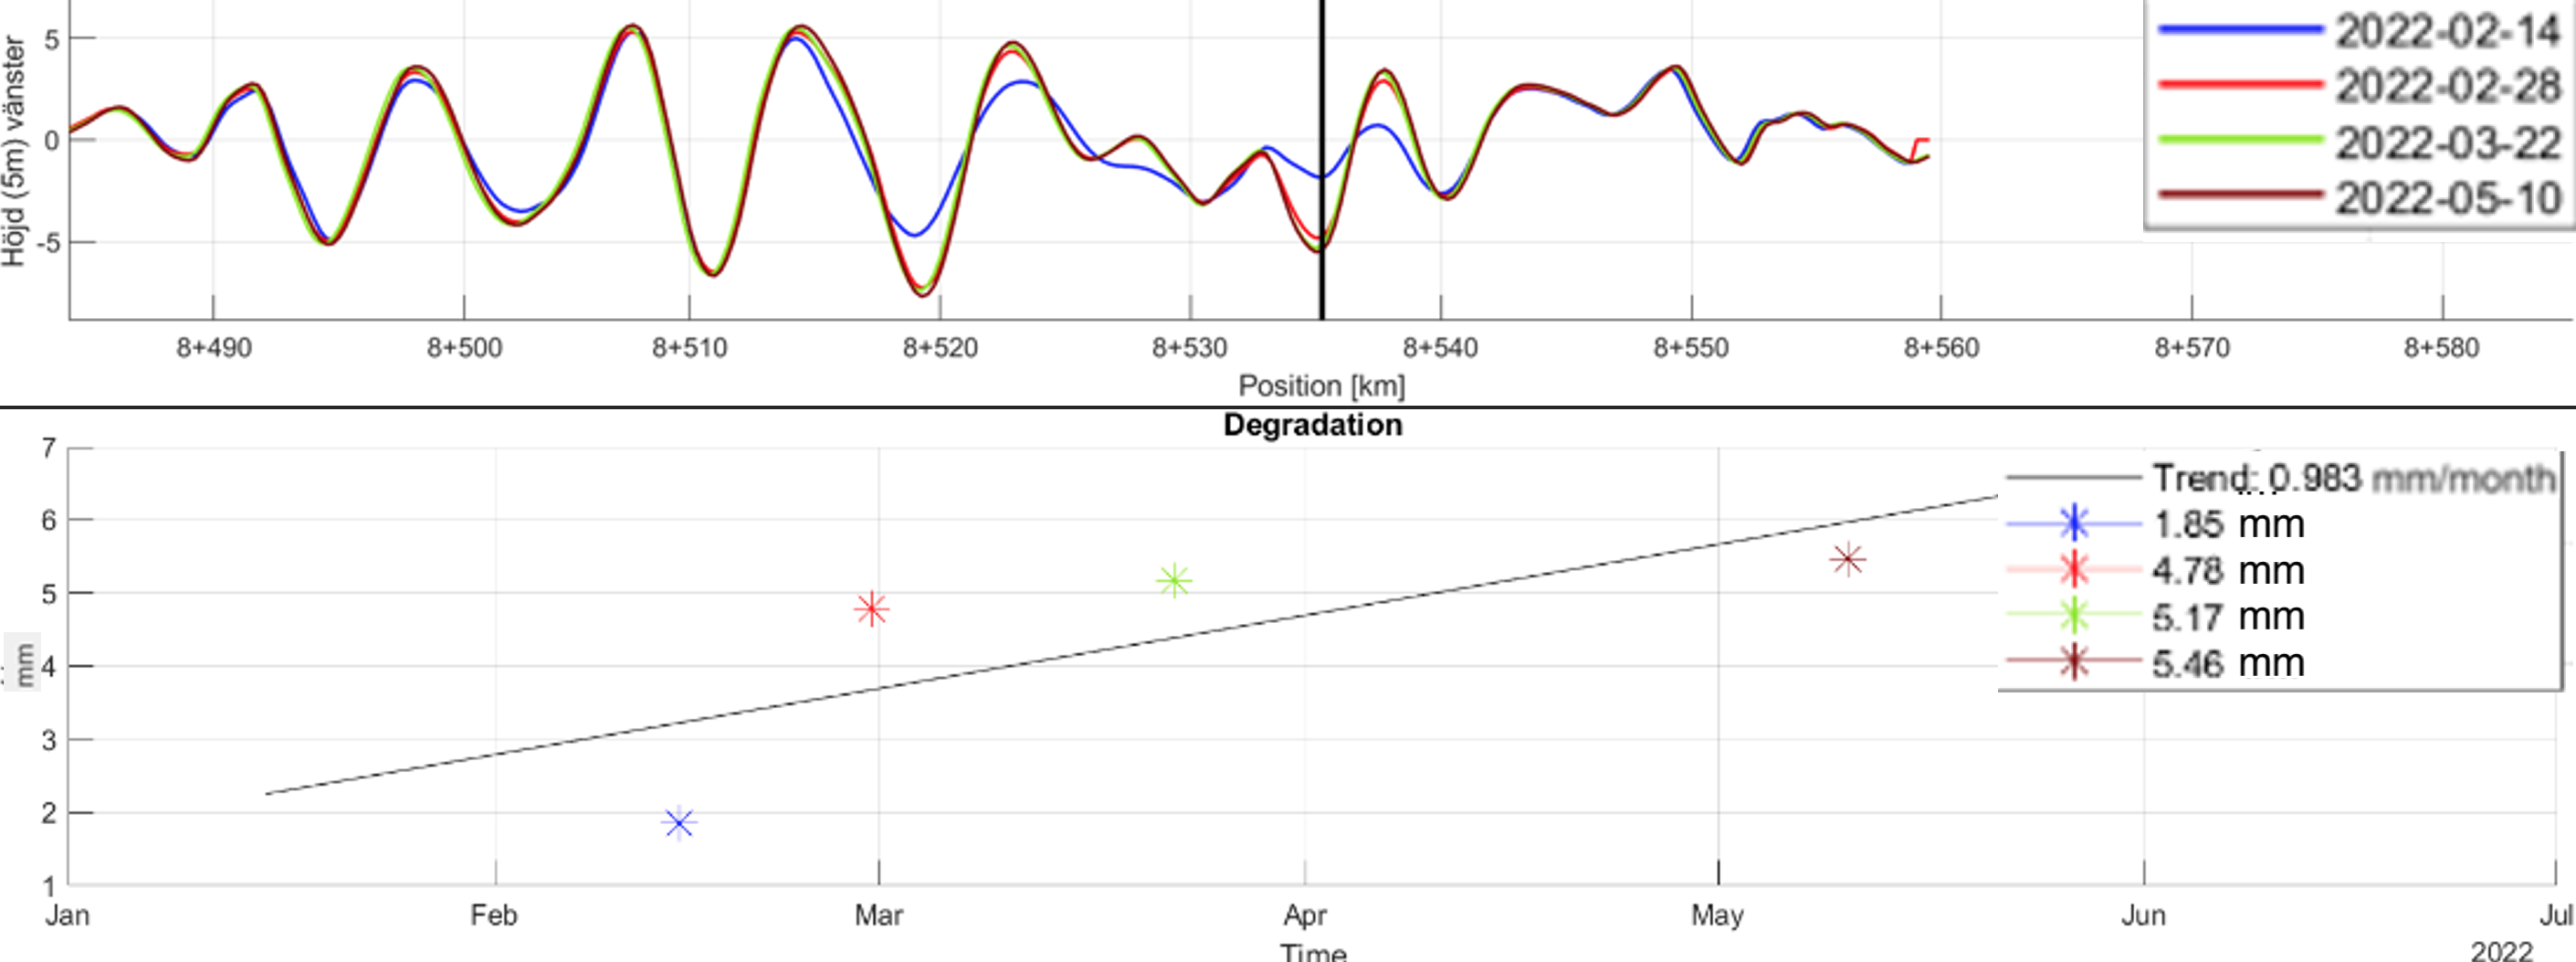 Höjd (5m) vänster
5
0
-5
2022-02-14
2022-02-28
2022-03-22
2022-05-10
8+490 8+500 8+510 8+520 8+530 8+540 8+550 8+560 8+570 8+580
Position [km]
Degradation
mm
7
6
5
4
3
2
1
Trend: 0.983 mm/month
1.85 mm
4.78 mm
5.17 mm
5.46 mm
Jan Feb Mar Apr May Jun Jul
Time
2022